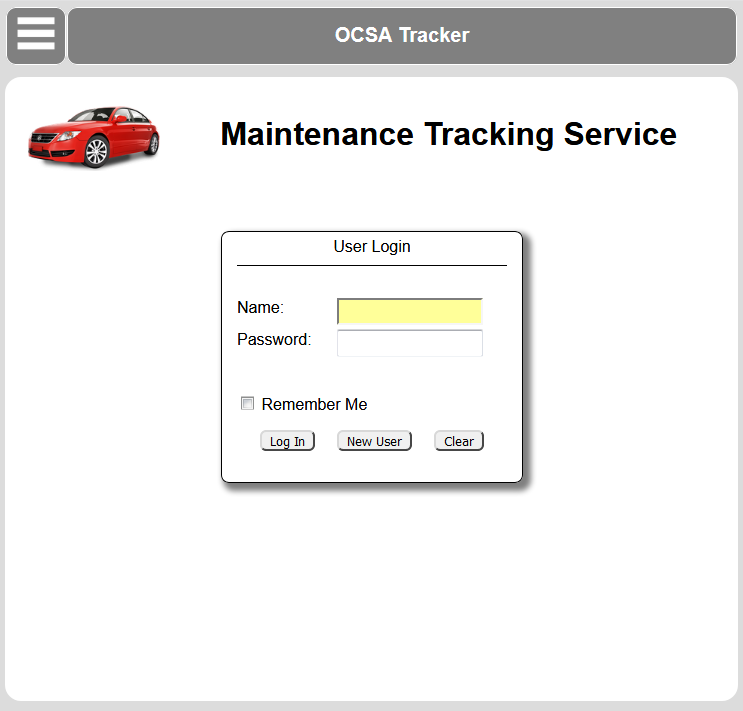 OCSA Tracker
Maintenance Tracking Service
User Login
Name:
Password:
Remember Me
Log In New User Clear